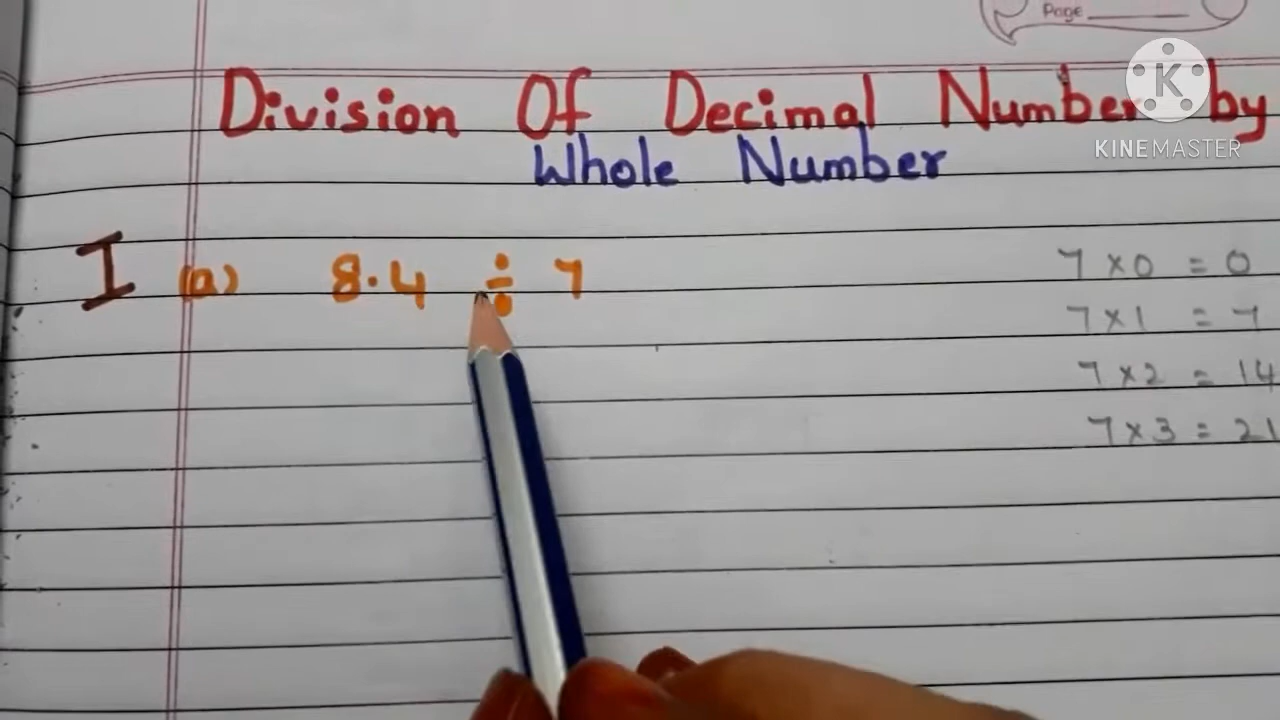 Page
Division Of Decimal Number by
Whole Number
I (a) 8.4 ÷ 7
7 × 0 = 0
7 × 1 = 7
7 × 2 = 14
7 × 3 = 21
K
KINEMASTER